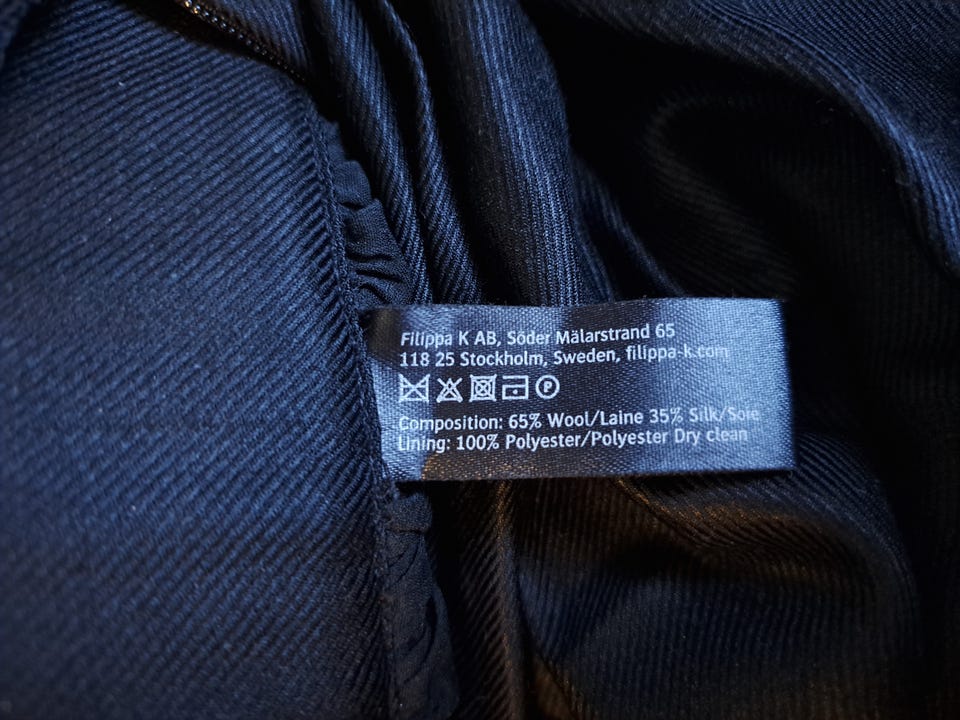 Filippa K AB, Söder Mälarstrand 65
118 25 Stockholm, Sweden, filippa-k.com
P
Composition: 65% Wool/Laine 35% Silk/Soie
Lining: 100% Polyester/Polyester Dry clean